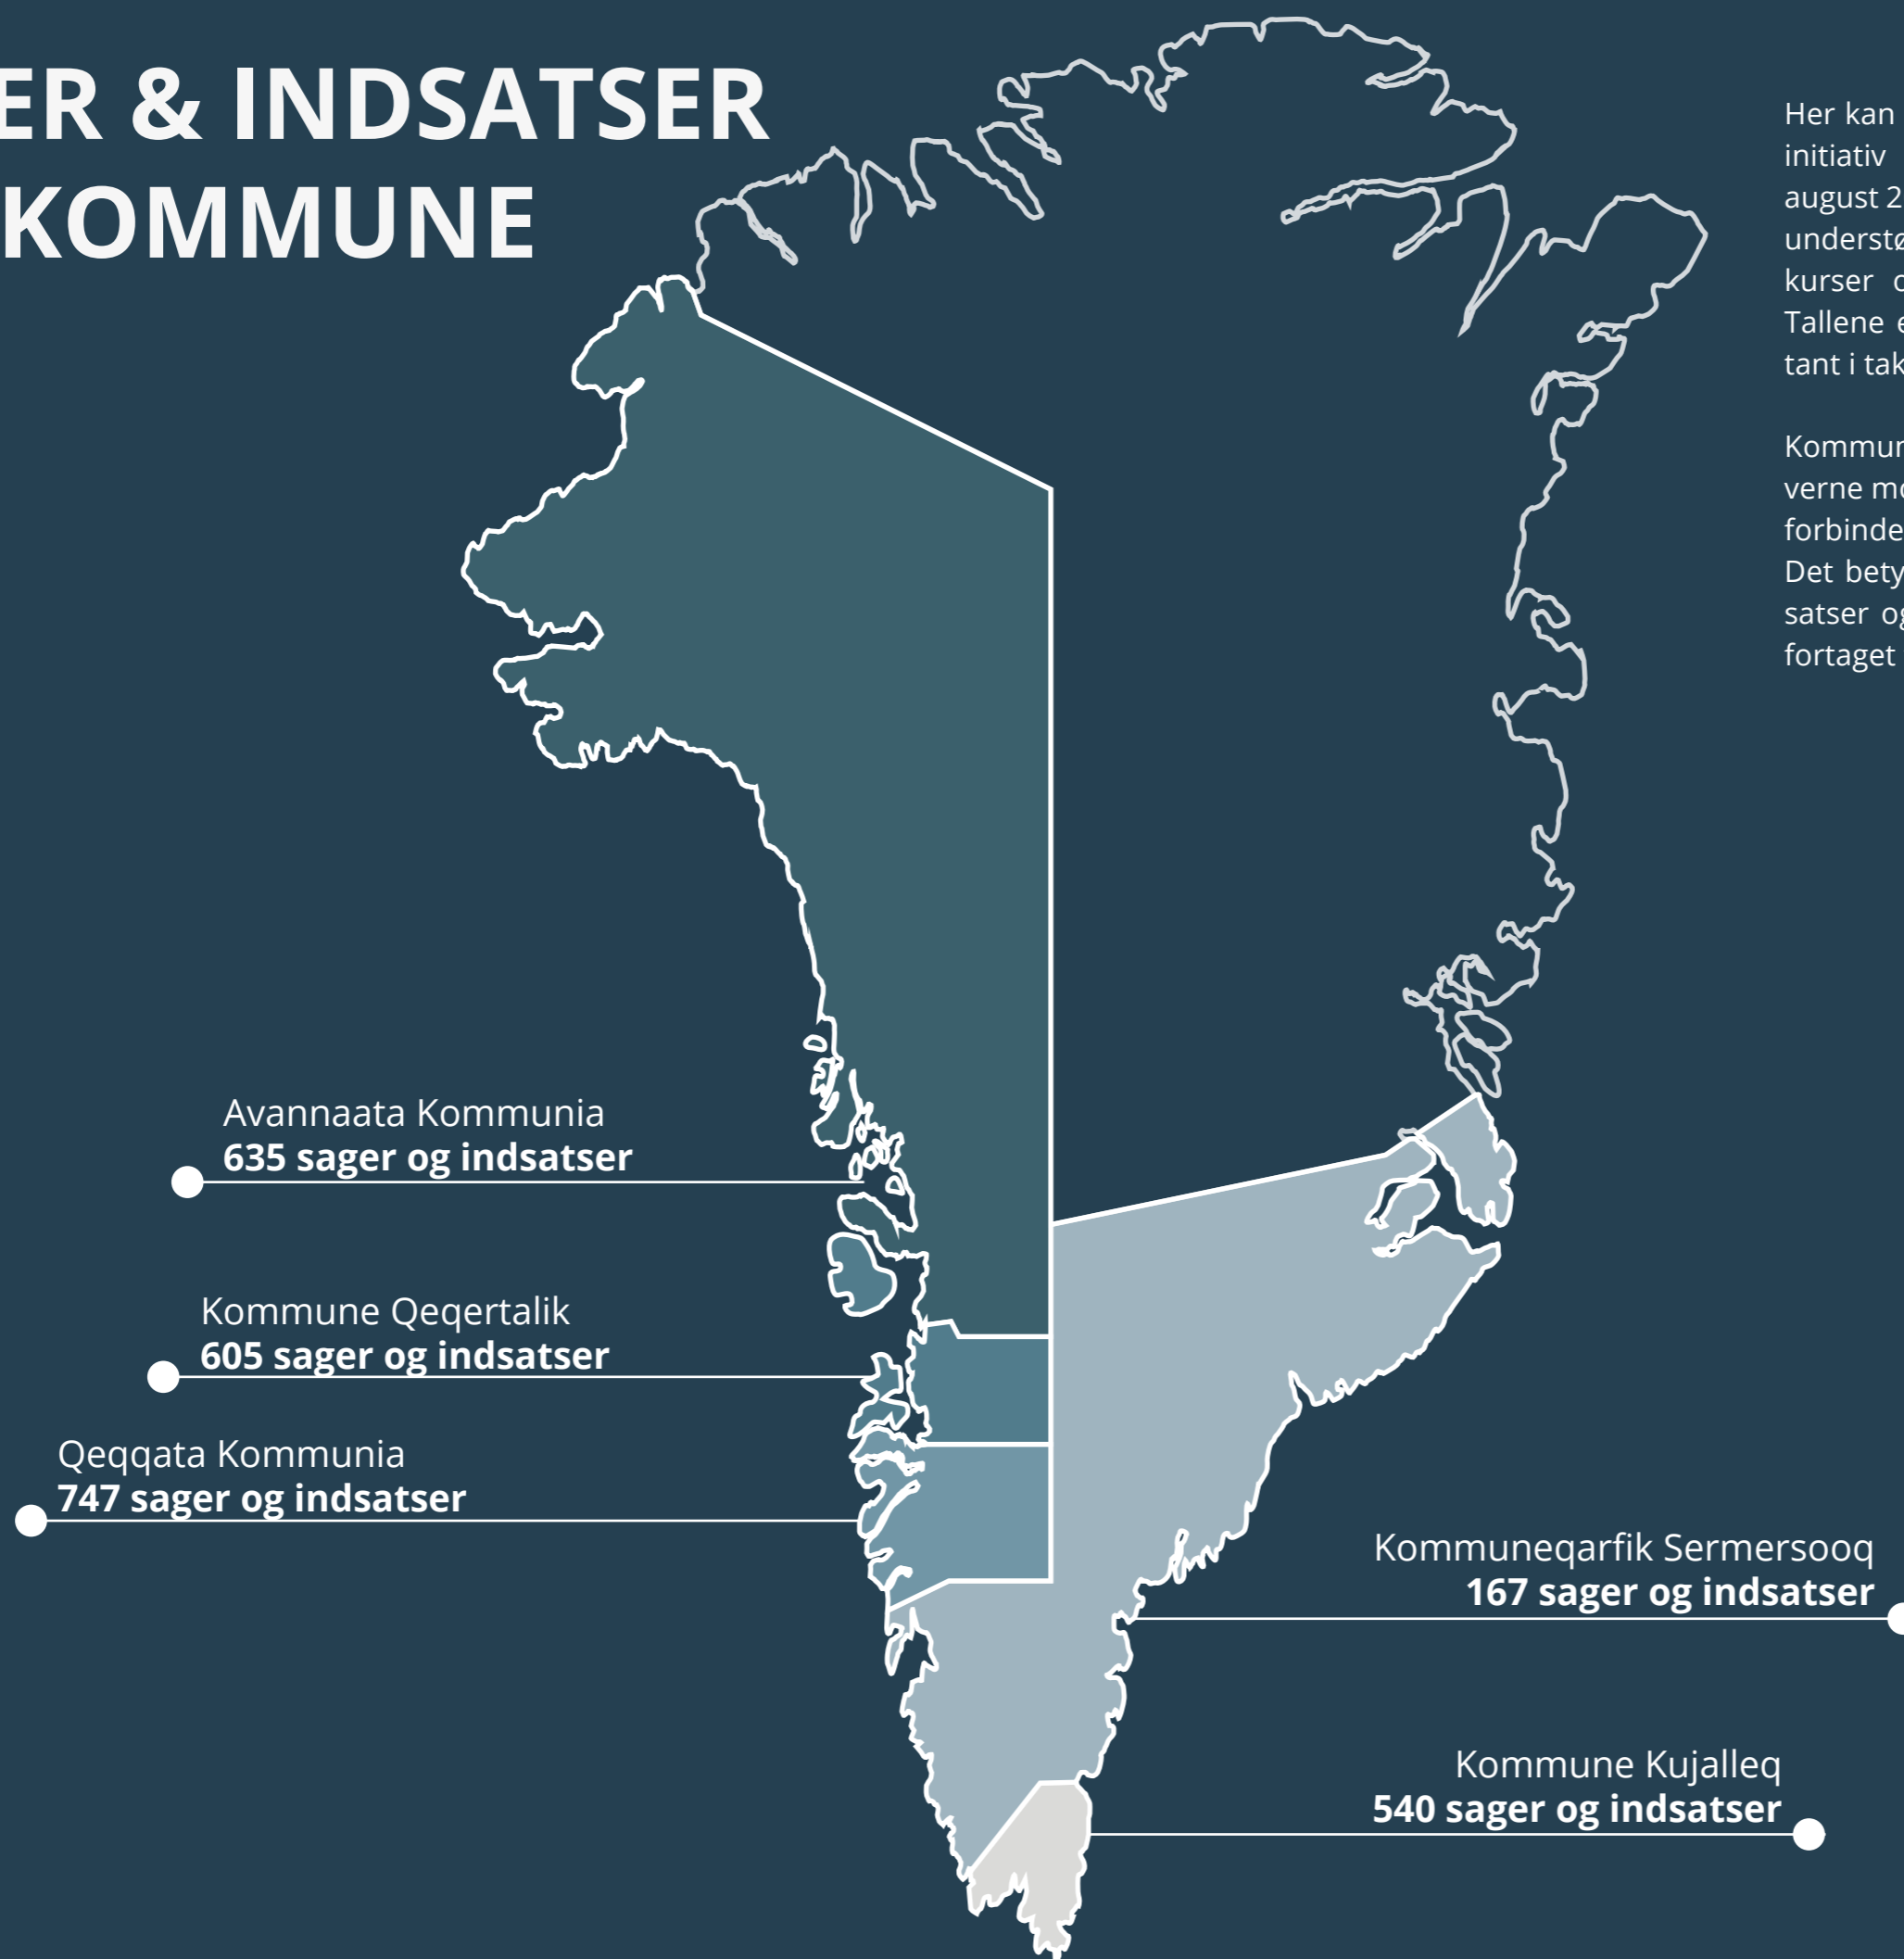 ER & INDSATSER
KOMMUNE
Her kan
initiativ
august 2
understø
kurser o
Tallene e
tant i tak
Kommun
verne mo
forbinde
Det bety
satser og
fortaget
Avannaata Kommunia
635 sager og indsatser
Kommune Qeqertalik
605 sager og indsatser
Qeqqata Kommunia
747 sager og indsatser
Kommuneqarfik Sermersooq
167 sager og indsatser
Kommune Kujalleq
540 sager og indsatser